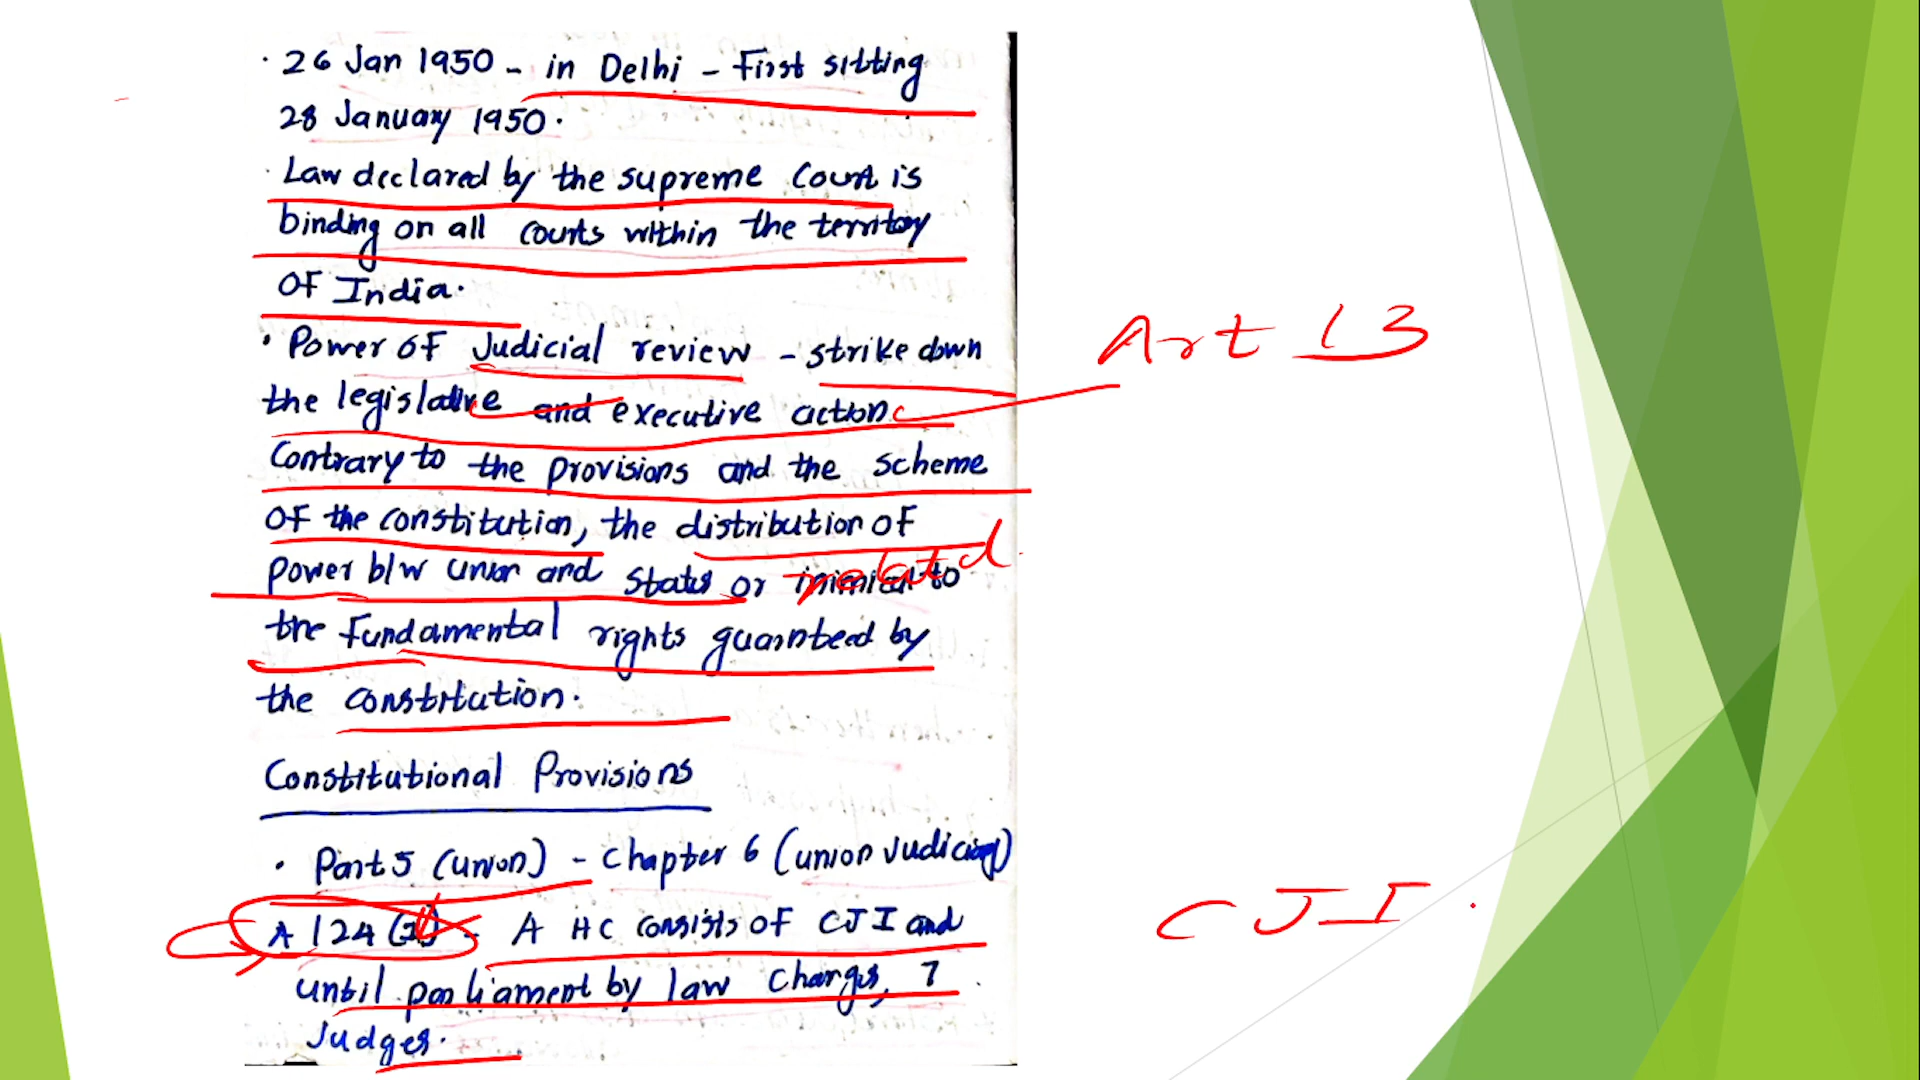 · 26 Jan 1950 - in Delhi - First sitting
28 January 1950.
· Law declared by the supreme Court is
binding on all courts within the territory
of India.
· Power of Judicial review - strike down
the legislative and executive action
Contrary to the provisions and the scheme
of the constitution, the distribution of
power b/w union and states or inimical to
related
the Fundamental rights guarnteed by
the constitution.
Art 13
Constitutional Provisions
· Part 5 (union) - Chapter 6 (union Judiciary)
A 124 - A HC consists of CJI and
until parliament by law changes, 7
Judges.
CJI.